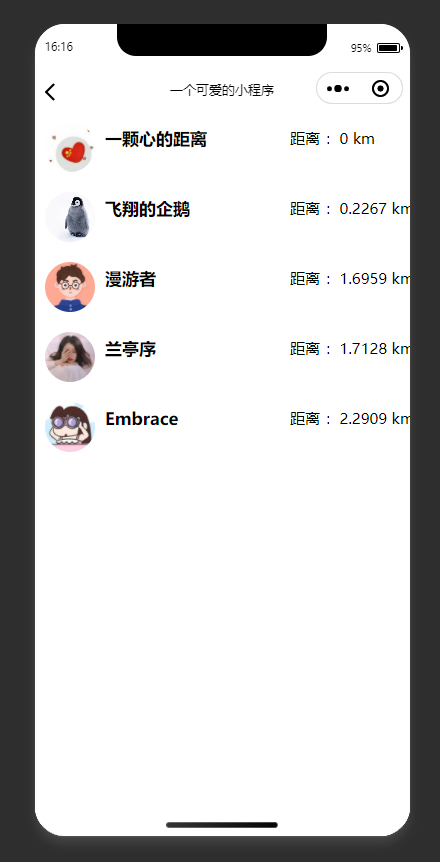 16:16
95%
一个可爱的小程序
一颗心的距离 距离： 0 km
飞翔的企鹅 距离： 0.2267 km
漫游者 距离： 1.6959 km
兰亭序 距离： 1.7128 km
Embrace 距离： 2.2909 km